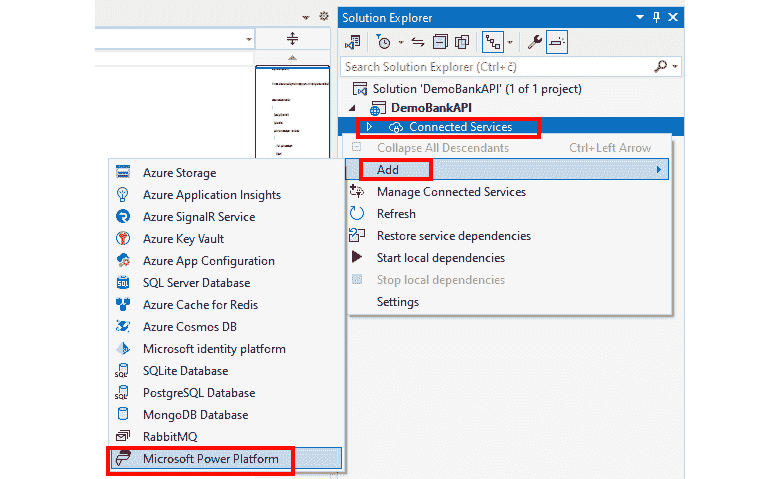 Solution Explorer
Search Solution Explorer (Ctrl+č)
Solution 'DemoBankAPI' (1 of 1 project)
DemoBankAPI
Connected Services
Collapse All Descendants Ctrl+Left Arrow
Add
Manage Connected Services
Refresh
Restore service dependencies
Start local dependencies
Stop local dependencies
Settings
Azure Storage
Azure Application Insights
Azure SignalR Service
Azure Key Vault
Azure App Configuration
SQL Server Database
Azure Cache for Redis
Azure Cosmos DB
Microsoft identity platform
SQLite Database
PostgreSQL Database
MongoDB Database
RabbitMQ
Microsoft Power Platform